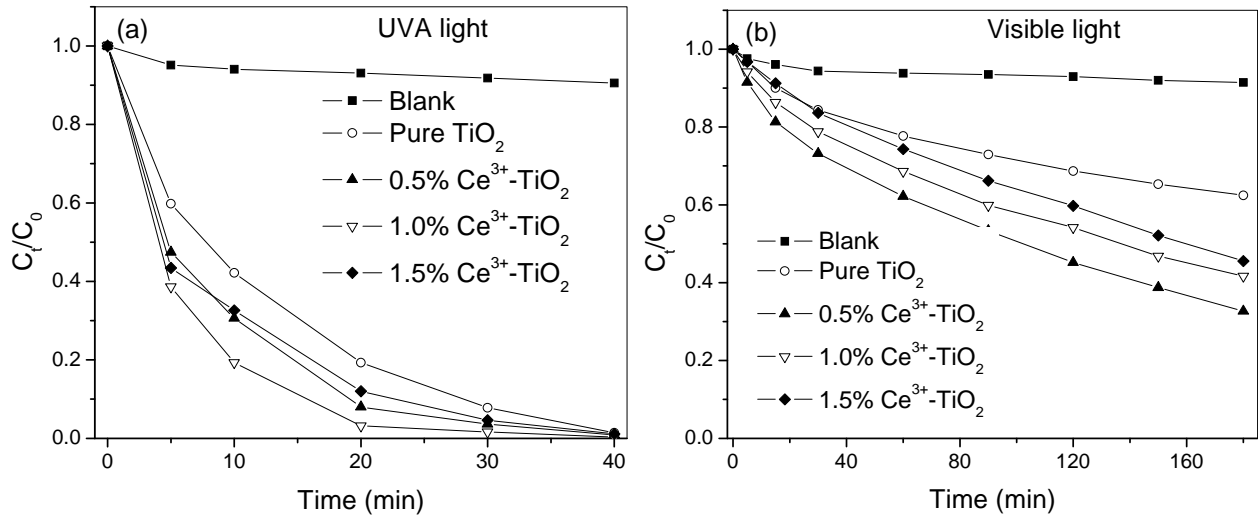 (a) UVA light
C_t/C_0
1.0
0.8
0.6
0.4
0.2
0.0
Blank
Pure TiO₂
0.5% Ce³⁺-TiO₂
1.0% Ce³⁺-TiO₂
1.5% Ce³⁺-TiO₂
0 10 20 30 40
Time (min)
(b) Visible light
C_t/C_0
1.0
0.8
0.6
0.4
0.2
0.0
Blank
Pure TiO₂
0.5% Ce³⁺-TiO₂
1.0% Ce³⁺-TiO₂
1.5% Ce³⁺-TiO₂
0 40 80 120 160
Time (min)